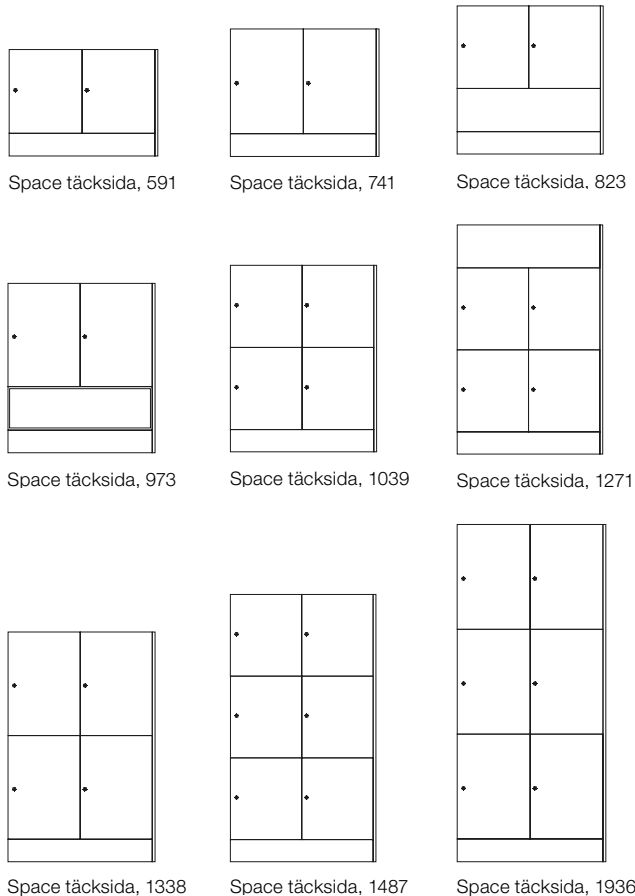 Space täcksida, 591
Space täcksida, 741
Space täcksida, 823
Space täcksida, 973
Space täcksida, 1039
Space täcksida, 1271
Space täcksida, 1338
Space täcksida, 1487
Space täcksida, 1936